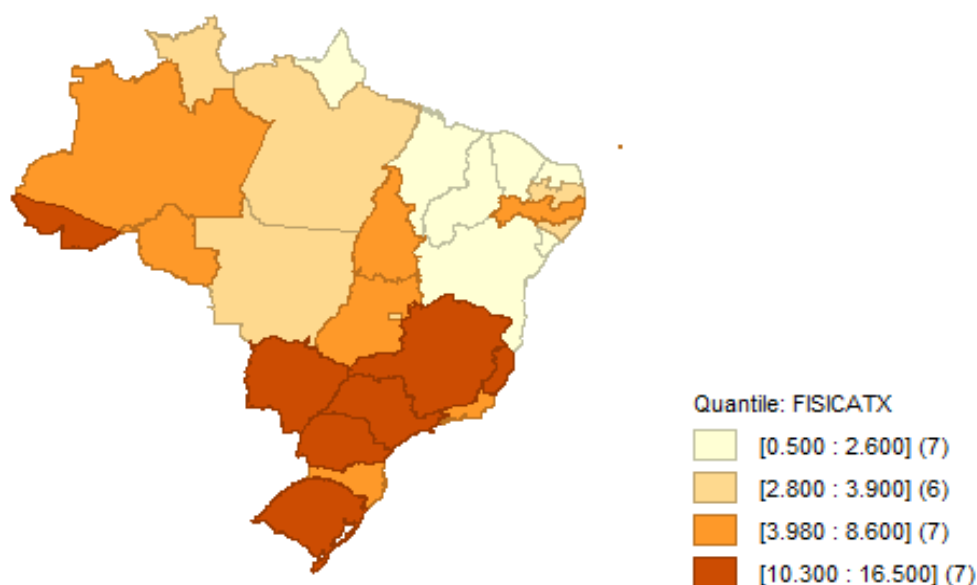 Quantile: FISICATX
[0.500 : 2.600] (7)
[2.800 : 3.900] (6)
[3.980 : 8.600] (7)
[10.300 : 16.500] (7)